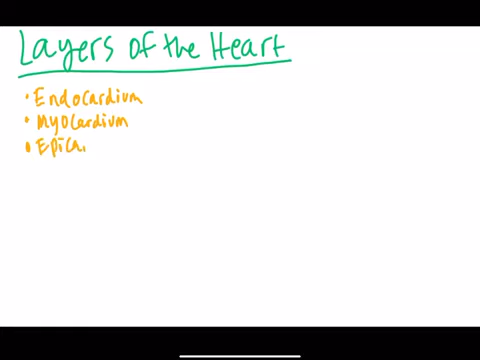 Layers of the Heart
• Endocardium
• Myocardium
• Epica